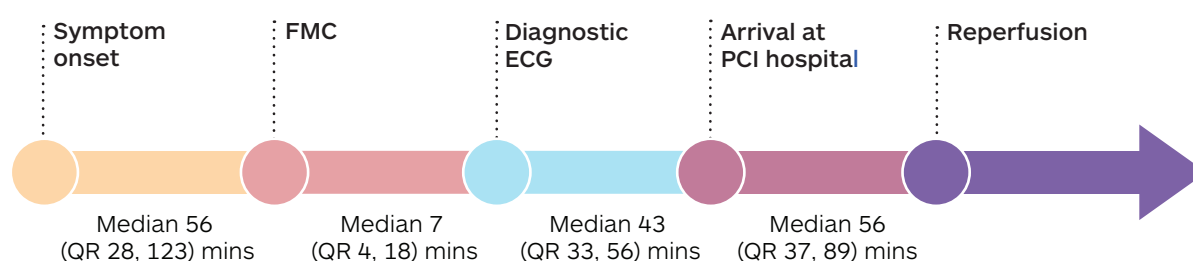 Symptom
onset
FMC
Diagnostic
ECG
Arrival at
PCI hospital
Reperfusion
Median 56
(QR 28, 123) mins
Median 7
(QR 4, 18) mins
Median 43
(QR 33, 56) mins
Median 56
(QR 37, 89) mins